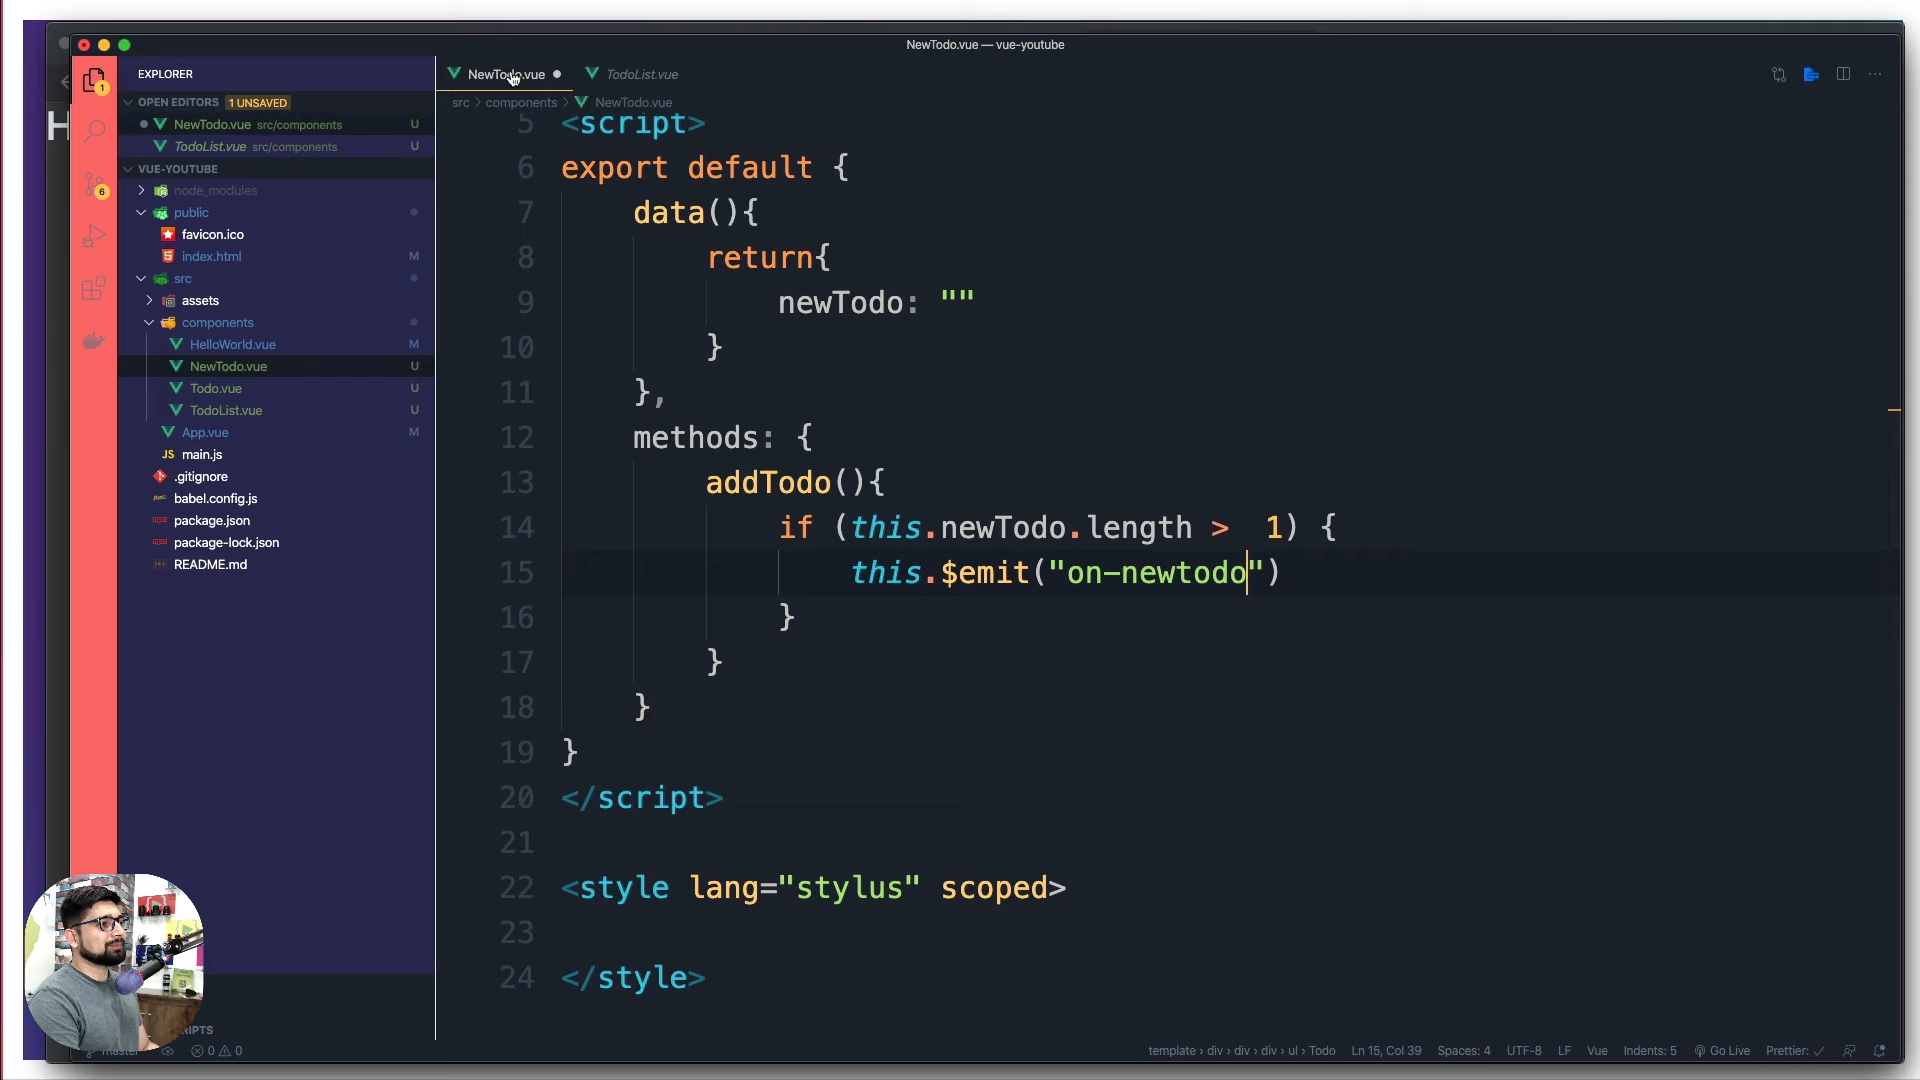 NewTodo.vue — vue-youtube
EXPLORER
NewTodo.vue
TodoList.vue
OPEN EDITORS 1 UNSAVED
src > components > NewTodo.vue
NewTodo.vue src/components U
TodoList.vue src/components U
VUE-YOUTUBE
node_modules
public
favicon.ico
index.html M
src
assets
components
HelloWorld.vue M
NewTodo.vue U
Todo.vue U
TodoList.vue U
App.vue M
JS main.js
.gitignore
babel.config.js
package.json
package-lock.json
README.md
1
6
H
5 <script>
6 export default {
7 data(){
8 return{
9 newTodo: ""
10 }
11 },
12 methods: {
13 addTodo(){
14 if (this.newTodo.length >  1) {
15 this.$emit("on-newtodo")
16 }
17 }
18 }
19 }
20 </script>
21
22 <style lang="stylus" scoped>
23
24 </style>
RIPTS
master 0 0
template › div › div › div › ul › Todo Ln 15, Col 39 Spaces: 4 UTF-8 LF Vue Indents: 5 Go Live Prettier: ✓